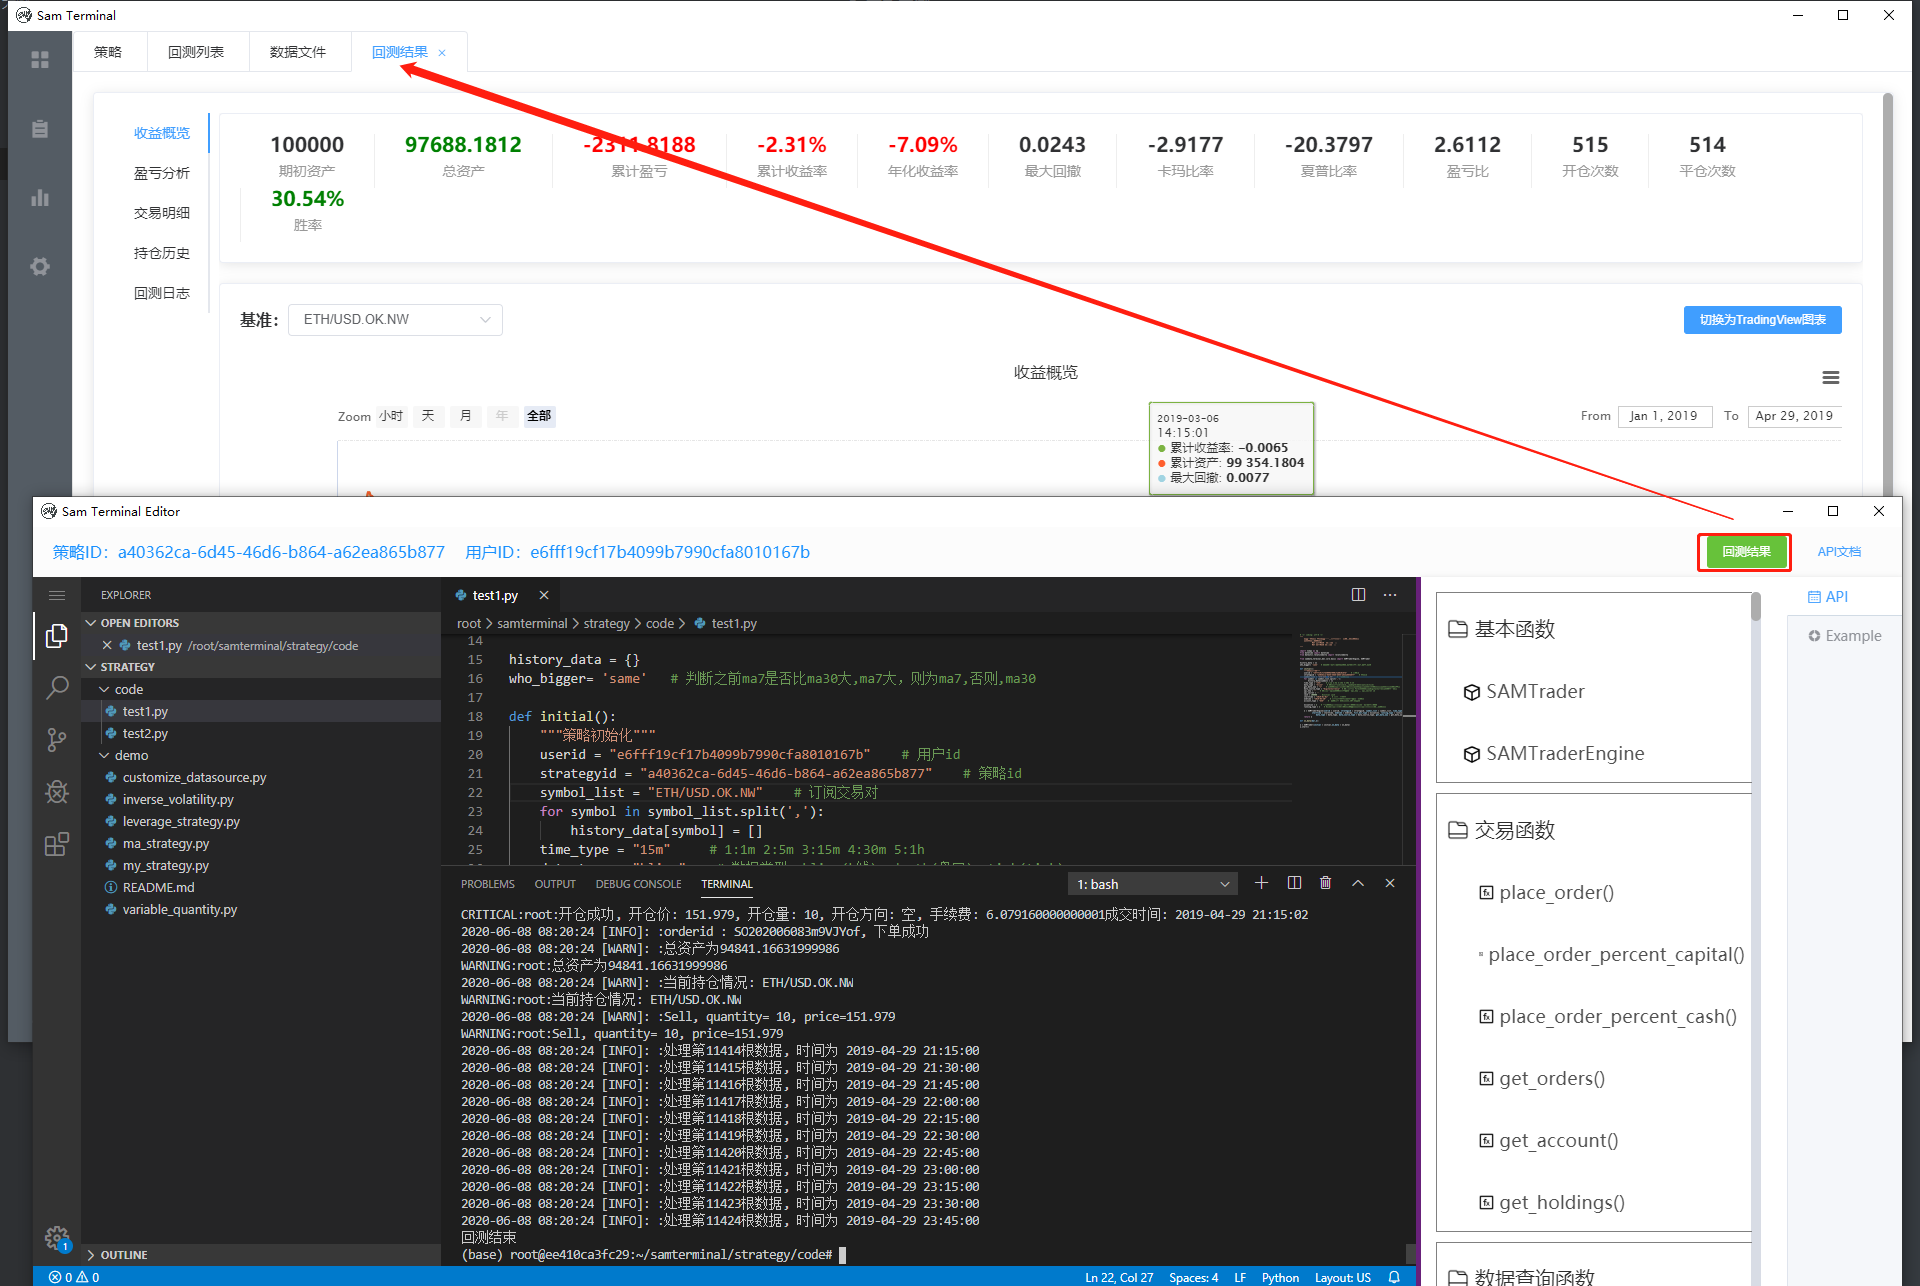 Sam Terminal
策略
回测列表
数据文件
回测结果 ×
收益概览
盈亏分析
交易明细
持仓历史
回测日志
100000
期初资产
97688.1812
总资产
-2311.8188
累计盈亏
-2.31%
累计收益率
-7.09%
年化收益率
0.0243
最大回撤
-2.9177
卡玛比率
-20.3797
夏普比率
2.6112
盈亏比
515
开仓次数
514
平仓次数
30.54%
胜率
基准： ETH/USD.OK.NW
切换为TradingView图表
收益概览
Zoom 小时 天 月 年 全部
From Jan 1, 2019 To Apr 29, 2019
2019-03-06
14:15:01
累计收益率: -0.0065
累计资产: 99 354.1804
最大回撤: 0.0077
Sam Terminal Editor
策略ID：a40362ca-6d45-46d6-b864-a62ea865b877 用户ID：e6fff19cf17b4099b7990cfa8010167b
回测结果
API文档
EXPLORER
OPEN EDITORS
test1.py /root/samterminal/strategy/code
STRATEGY
code
test1.py
test2.py
demo
customize_datasource.py
inverse_volatility.py
leverage_strategy.py
ma_strategy.py
my_strategy.py
README.md
variable_quantity.py
OUTLINE
test1.py
root > samterminal > strategy > code > test1.py
14
15 history_data = {}
16 who_bigger= 'same' # 判断之前ma7是否比ma30大,ma7大，则为ma7,否则,ma30
17
18 def initial():
19 """策略初始化"""
20 userid = "e6fff19cf17b4099b7990cfa8010167b" # 用户id
21 strategyid = "a40362ca-6d45-46d6-b864-a62ea865b877" # 策略id
22 symbol_list = "ETH/USD.OK.NW" # 订阅交易对
23 for symbol in symbol_list.split(','):
24 history_data[symbol] = []
25 time_type = "15m" # 1:1m 2:5m 3:15m 4:30m 5:1h
PROBLEMS OUTPUT DEBUG CONSOLE TERMINAL
1: bash
CRITICAL:root:开仓成功, 开仓价: 151.979, 开仓量: 10, 开仓方向: 空, 手续费: 6.079160000000001成交时间: 2019-04-29 21:15:02
2020-06-08 08:20:24 [INFO]: :orderid : SO202006083m9VJYof, 下单成功
2020-06-08 08:20:24 [WARN]: :总资产为94841.16631999986
WARNING:root:总资产为94841.16631999986
2020-06-08 08:20:24 [WARN]: :当前持仓情况: ETH/USD.OK.NW
WARNING:root:当前持仓情况: ETH/USD.OK.NW
2020-06-08 08:20:24 [WARN]: :Sell, quantity= 10, price=151.979
WARNING:root:Sell, quantity= 10, price=151.979
2020-06-08 08:20:24 [INFO]: :处理第11414根数据, 时间为 2019-04-29 21:15:00
2020-06-08 08:20:24 [INFO]: :处理第11415根数据, 时间为 2019-04-29 21:30:00
2020-06-08 08:20:24 [INFO]: :处理第11416根数据, 时间为 2019-04-29 21:45:00
2020-06-08 08:20:24 [INFO]: :处理第11417根数据, 时间为 2019-04-29 22:00:00
2020-06-08 08:20:24 [INFO]: :处理第11418根数据, 时间为 2019-04-29 22:15:00
2020-06-08 08:20:24 [INFO]: :处理第11419根数据, 时间为 2019-04-29 22:30:00
2020-06-08 08:20:24 [INFO]: :处理第11420根数据, 时间为 2019-04-29 22:45:00
2020-06-08 08:20:24 [INFO]: :处理第11421根数据, 时间为 2019-04-29 23:00:00
2020-06-08 08:20:24 [INFO]: :处理第11422根数据, 时间为 2019-04-29 23:15:00
2020-06-08 08:20:24 [INFO]: :处理第11423根数据, 时间为 2019-04-29 23:30:00
2020-06-08 08:20:24 [INFO]: :处理第11424根数据, 时间为 2019-04-29 23:45:00
回测结束
(base) root@ee410ca3fc29:~/samterminal/strategy/code#
基本函数
SAMTrader
SAMTraderEngine
交易函数
place_order()
place_order_percent_capital()
place_order_percent_cash()
get_orders()
get_account()
get_holdings()
数据查询函数
API
Example
1
0 0
Ln 22, Col 27 Spaces: 4 LF Python Layout: US